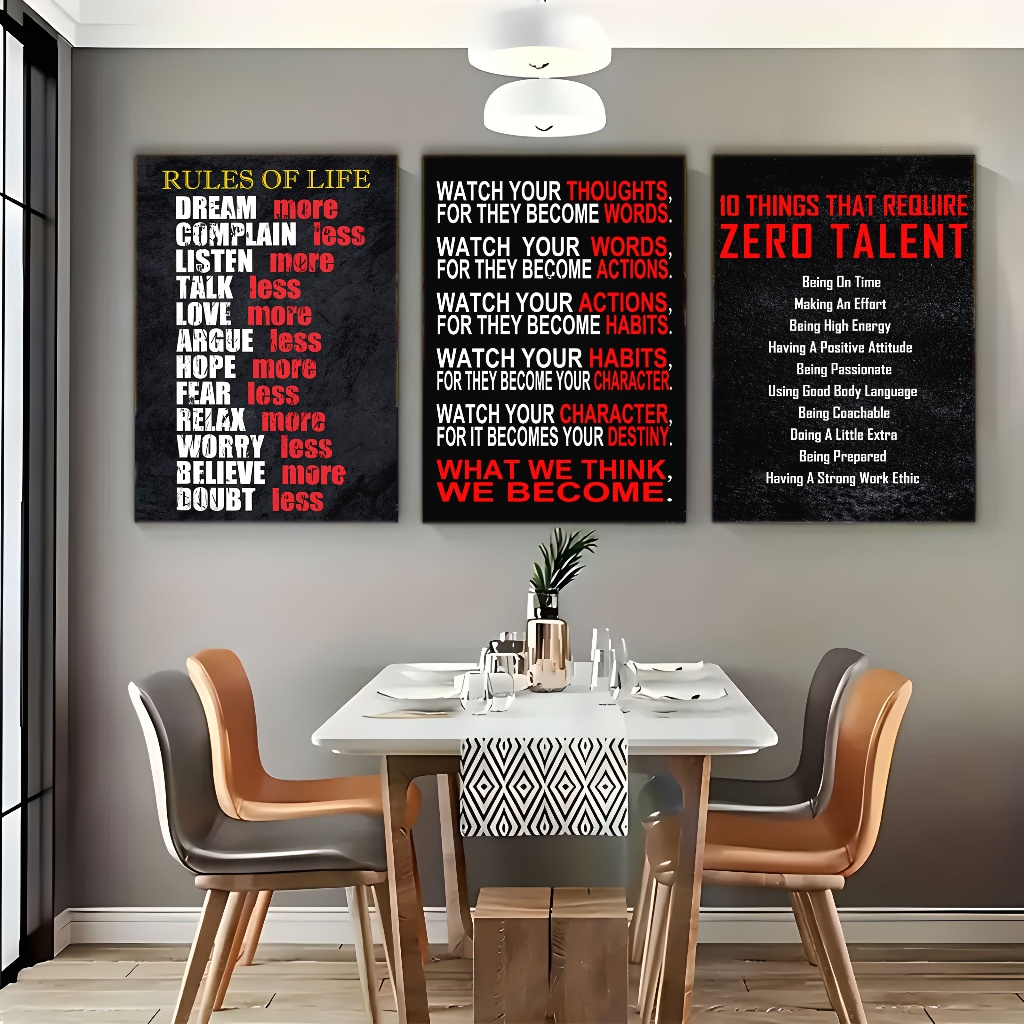 RULES OF LIFE
DREAM more
COMPLAIN less
LISTEN more
TALK less
LOVE more
ARGUE less
HOPE more
FEAR less
RELAX more
WORRY less
BELIEVE more
DOUBT less
WATCH YOUR THOUGHTS,
FOR THEY BECOME WORDS.
WATCH YOUR WORDS,
FOR THEY BECOME ACTIONS.
WATCH YOUR ACTIONS,
FOR THEY BECOME HABITS.
WATCH YOUR HABITS,
FOR THEY BECOME YOUR CHARACTER.
WATCH YOUR CHARACTER,
FOR IT BECOMES YOUR DESTINY.
WHAT WE THINK,
WE BECOME.
10 THINGS THAT REQUIRE
ZERO TALENT
Being On Time
Making An Effort
Being High Energy
Having A Positive Attitude
Being Passionate
Using Good Body Language
Being Coachable
Doing A Little Extra
Being Prepared
Having A Strong Work Ethic